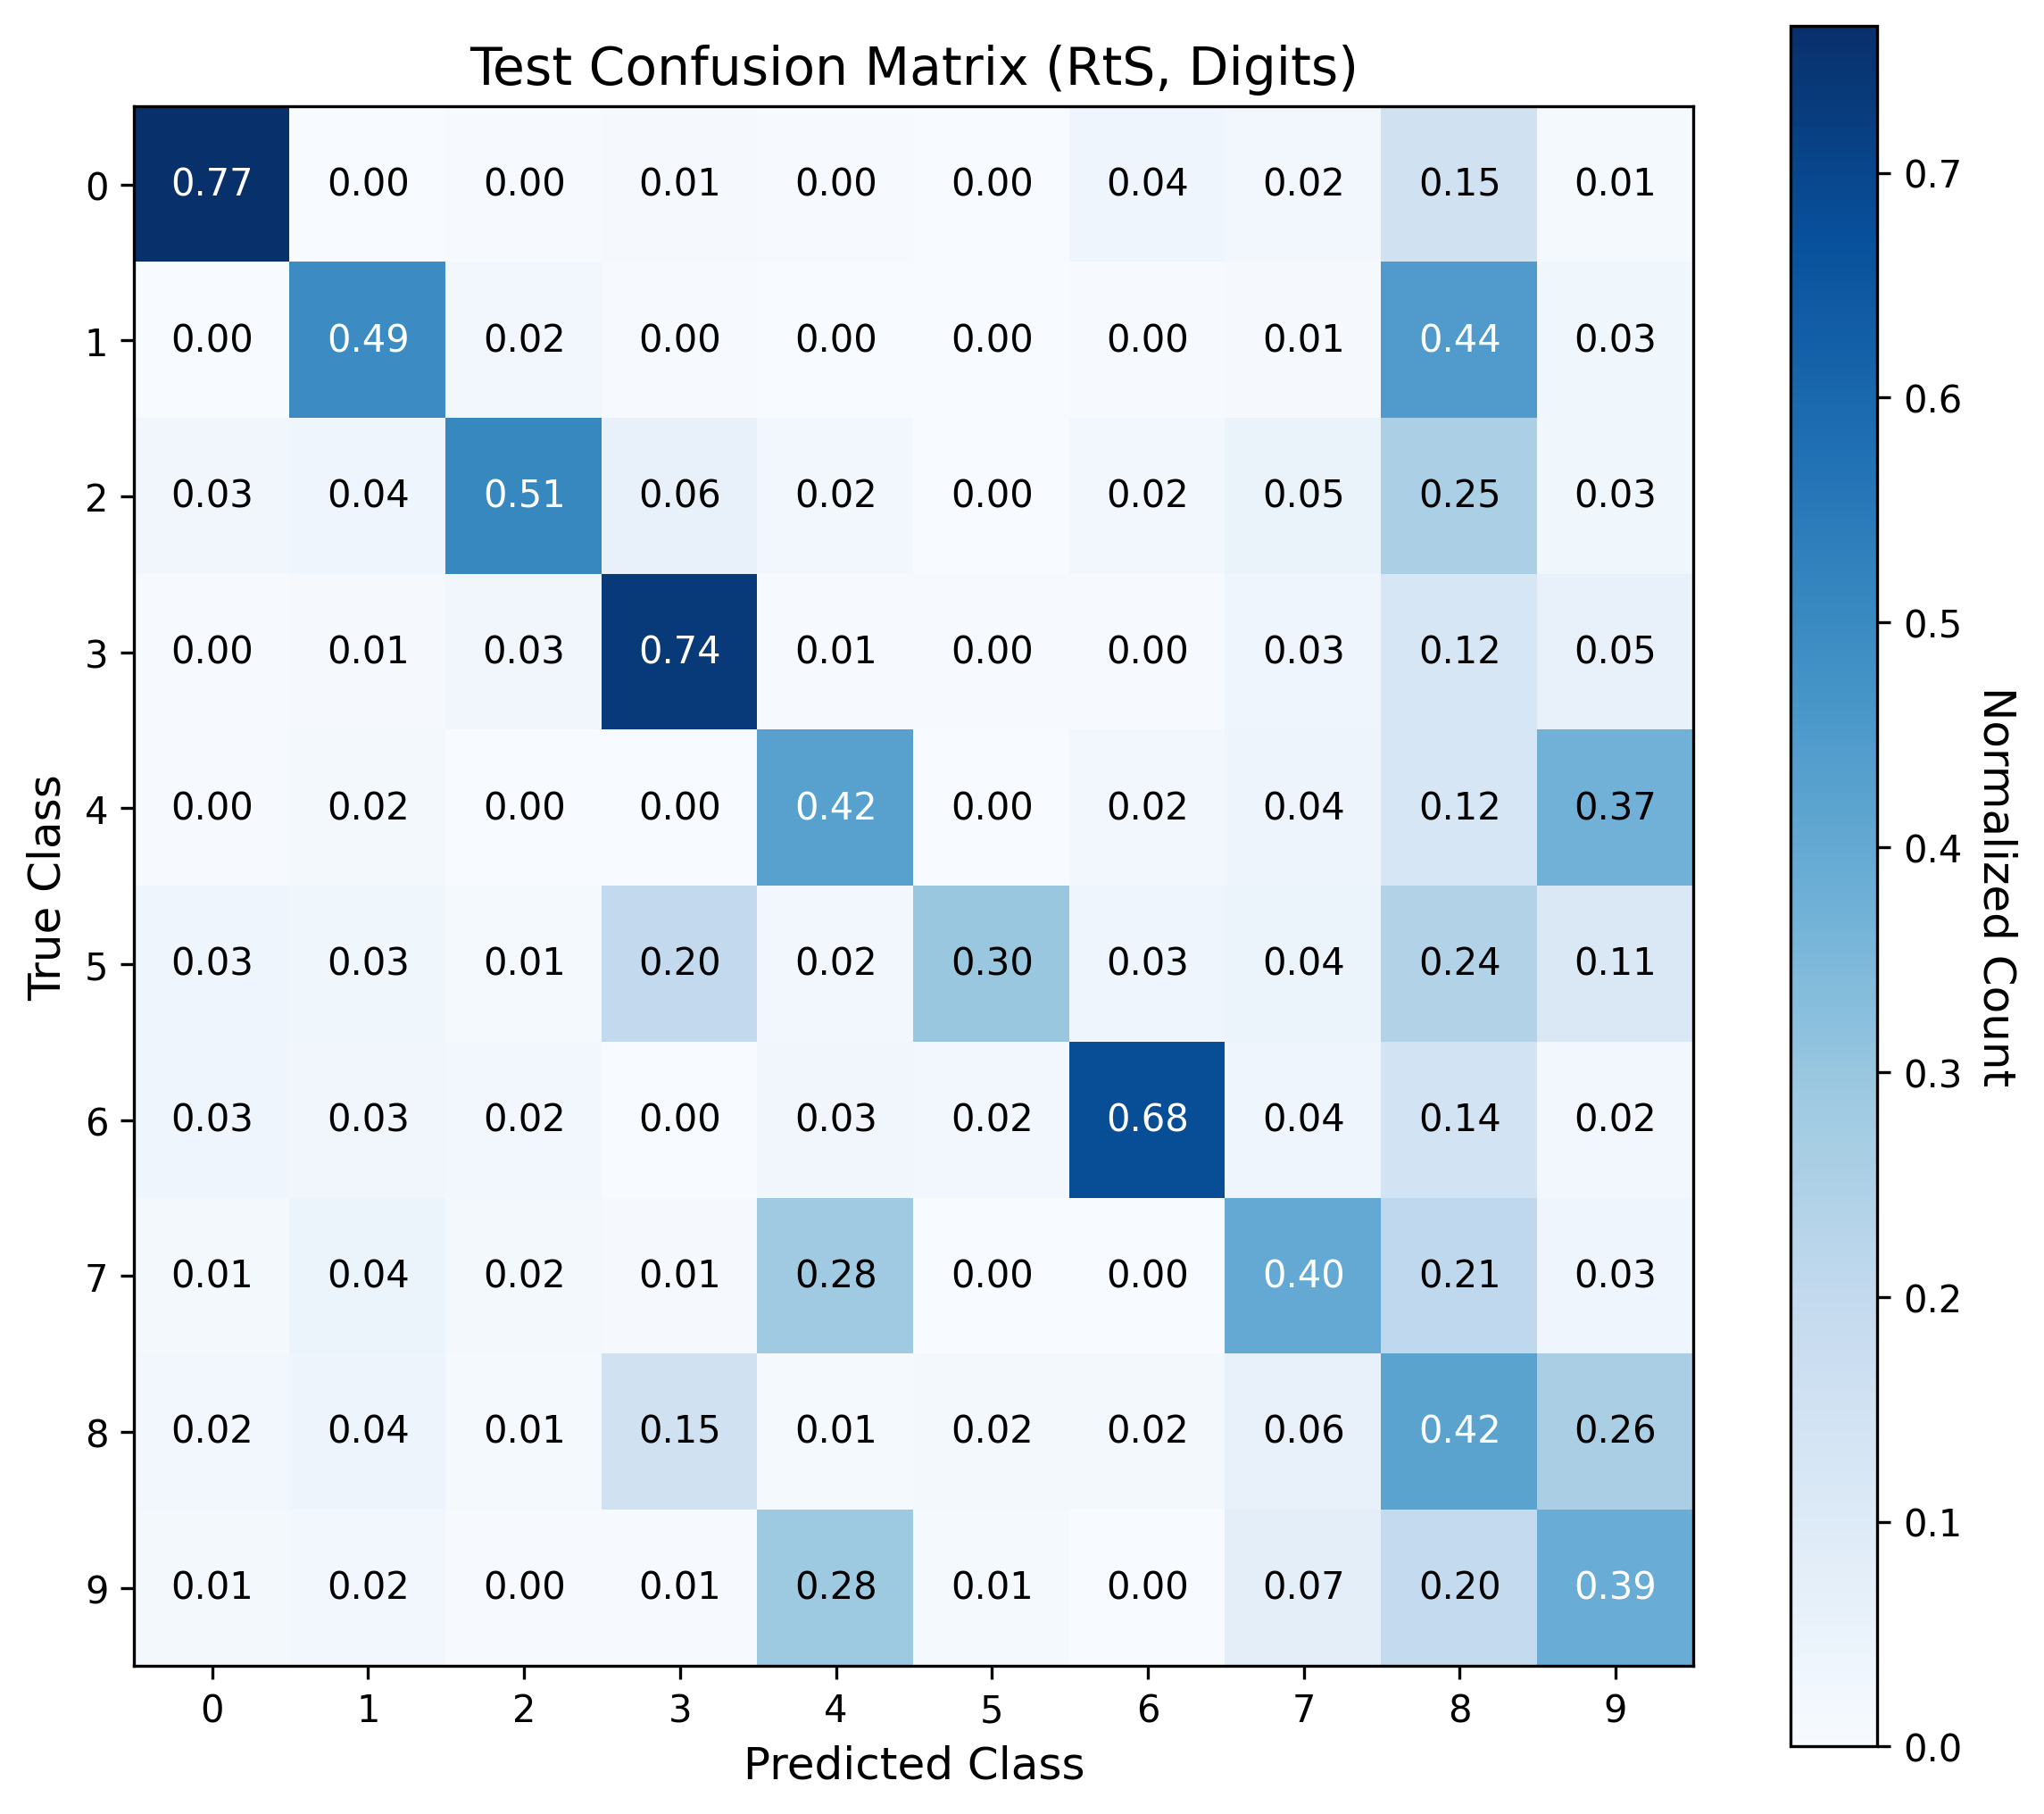 Test Confusion Matrix (RtS, Digits)
0 0.77 0.00 0.00 0.01 0.00 0.00 0.04 0.02 0.15 0.01
1 0.00 0.49 0.02 0.00 0.00 0.00 0.00 0.01 0.44 0.03
2 0.03 0.04 0.51 0.06 0.02 0.00 0.02 0.05 0.25 0.03
3 0.00 0.01 0.03 0.74 0.01 0.00 0.00 0.03 0.12 0.05
4 0.00 0.02 0.00 0.00 0.42 0.00 0.02 0.04 0.12 0.37
5 0.03 0.03 0.01 0.20 0.02 0.30 0.03 0.04 0.24 0.11
6 0.03 0.03 0.02 0.00 0.03 0.02 0.68 0.04 0.14 0.02
7 0.01 0.04 0.02 0.01 0.28 0.00 0.00 0.40 0.21 0.03
8 0.02 0.04 0.01 0.15 0.01 0.02 0.02 0.06 0.42 0.26
9 0.01 0.02 0.00 0.01 0.28 0.01 0.00 0.07 0.20 0.39
0 1 2 3 4 5 6 7 8 9
Predicted Class
True Class
0.7
0.6
0.5
0.4
0.3
0.2
0.1
0.0
Normalized Count